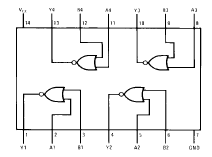 Vcc Y4 B4 A4 Y3 B3 A3
14 13 12 11 10 9 8
1 2 3 4 5 6 7
Y1 A1 B1 Y2 A2 B2 GND